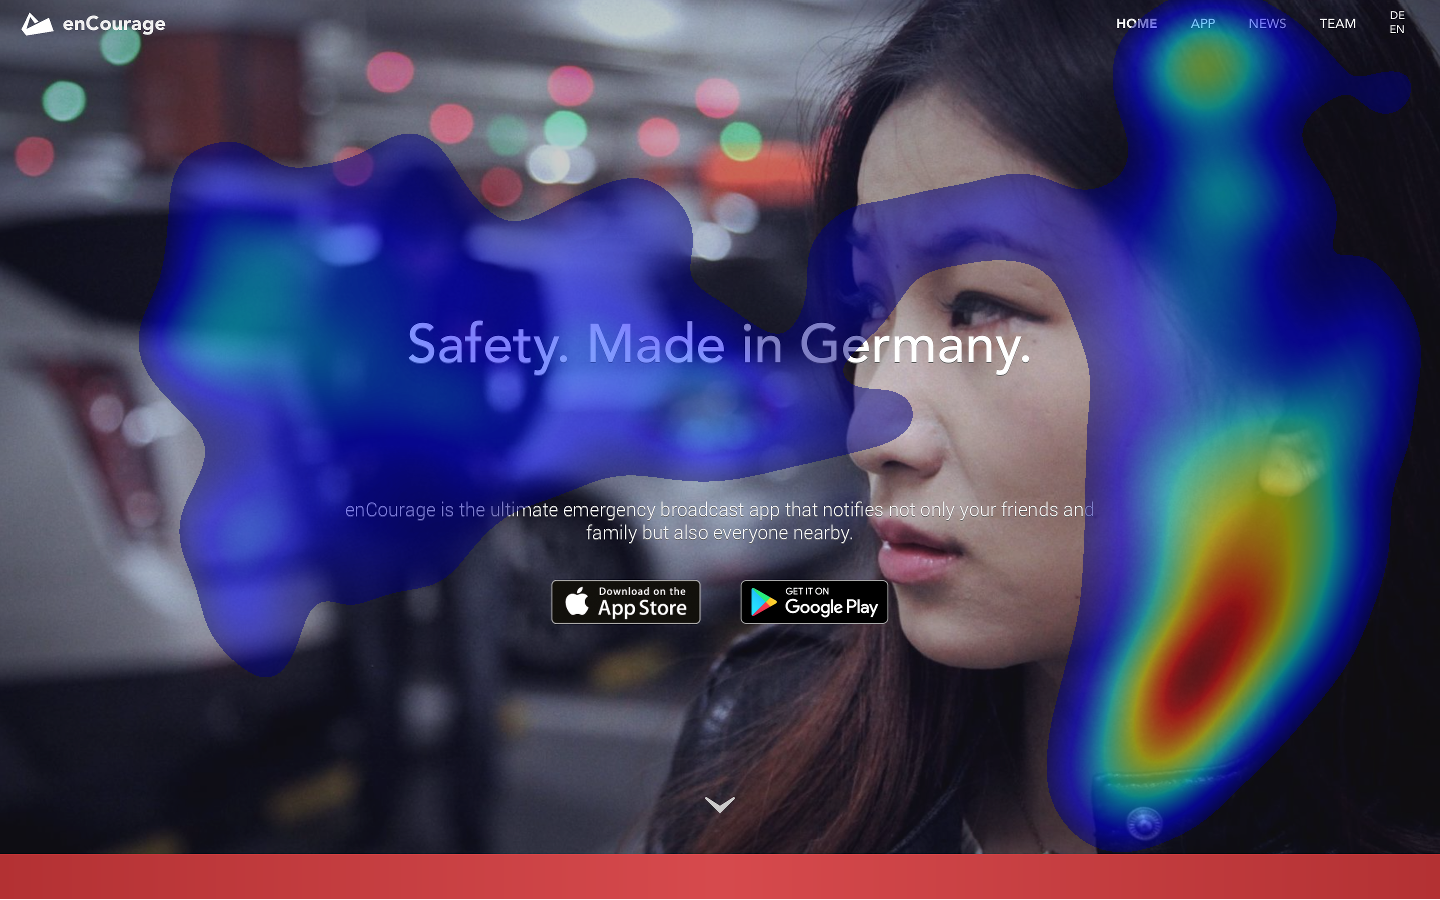 enCourage
HOME APP NEWS TEAM DE
EN
Safety. Made in Germany.
enCourage is the ultimate emergency broadcast app that notifies not only your friends and
family but also everyone nearby.
Download on the
App Store
GET IT ON
Google Play